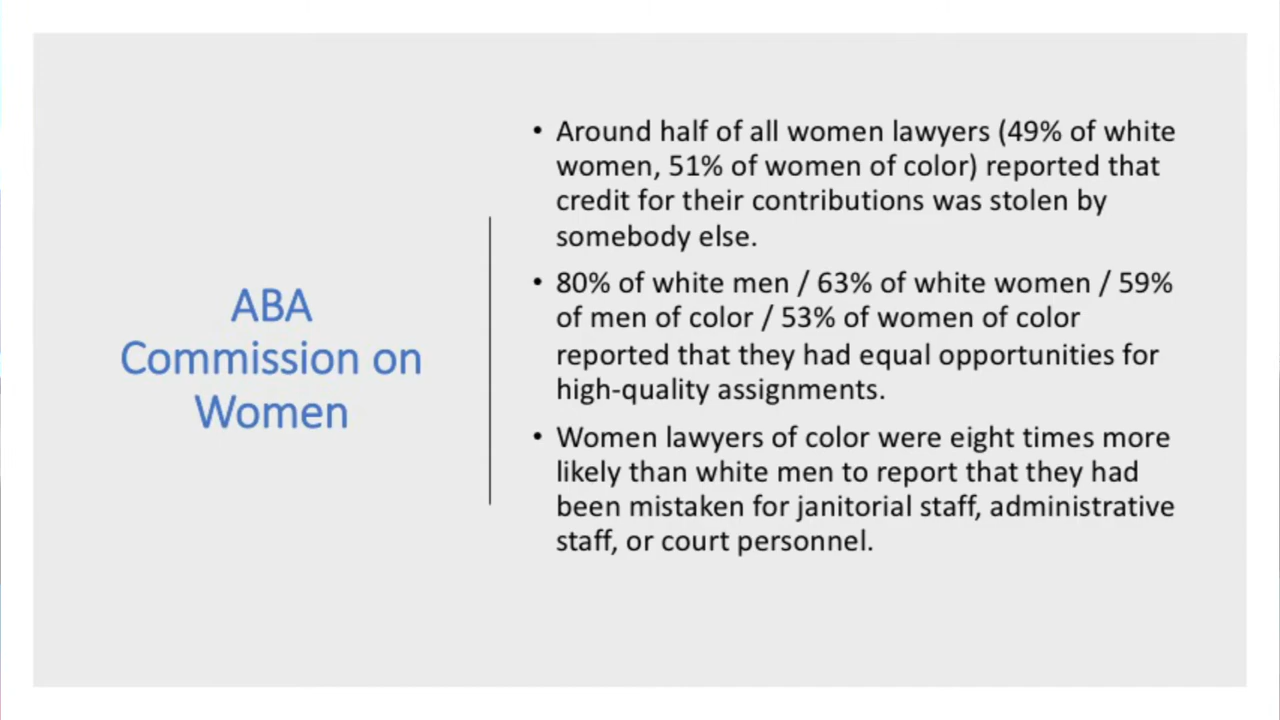 ABA
Commission on
Women
• Around half of all women lawyers (49% of white
women, 51% of women of color) reported that
credit for their contributions was stolen by
somebody else.
• 80% of white men / 63% of white women / 59%
of men of color / 53% of women of color
reported that they had equal opportunities for
high-quality assignments.
• Women lawyers of color were eight times more
likely than white men to report that they had
been mistaken for janitorial staff, administrative
staff, or court personnel.